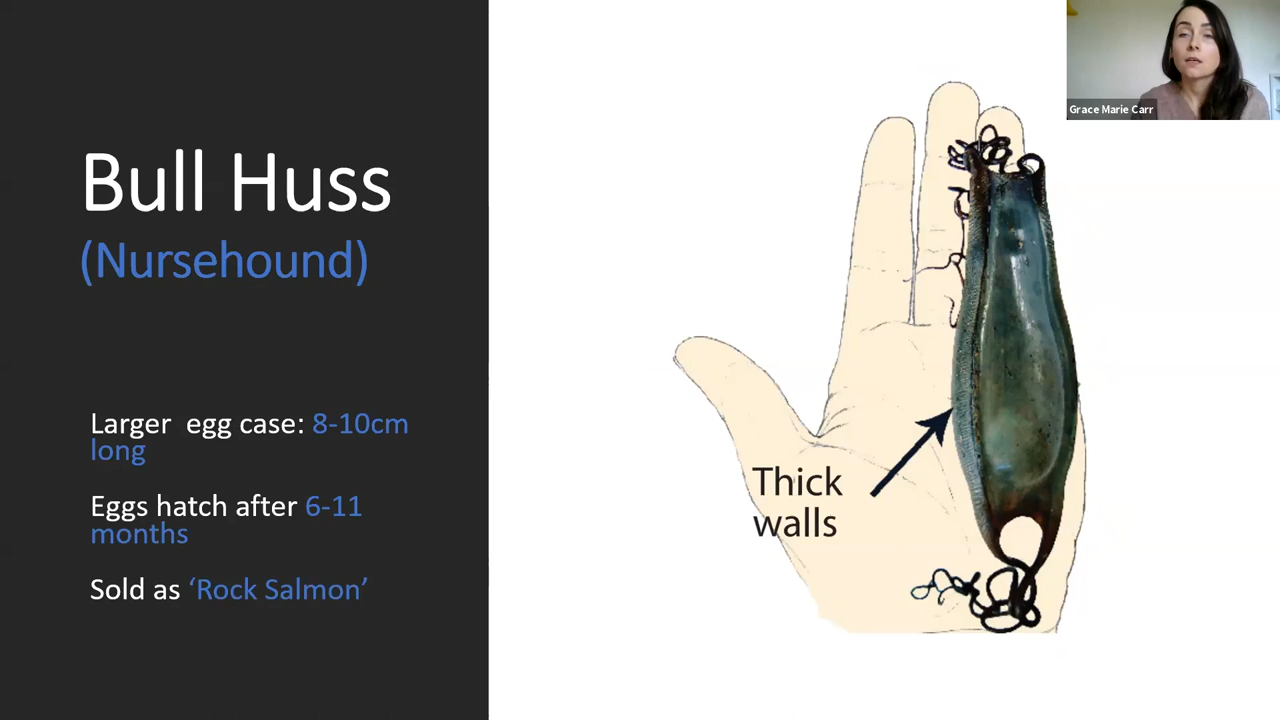 Bull Huss
(Nursehound)
Larger  egg case: 8-10cm
long
Eggs hatch after 6-11
months
Sold as ‘Rock Salmon’
Thick
walls
Grace Marie Carr